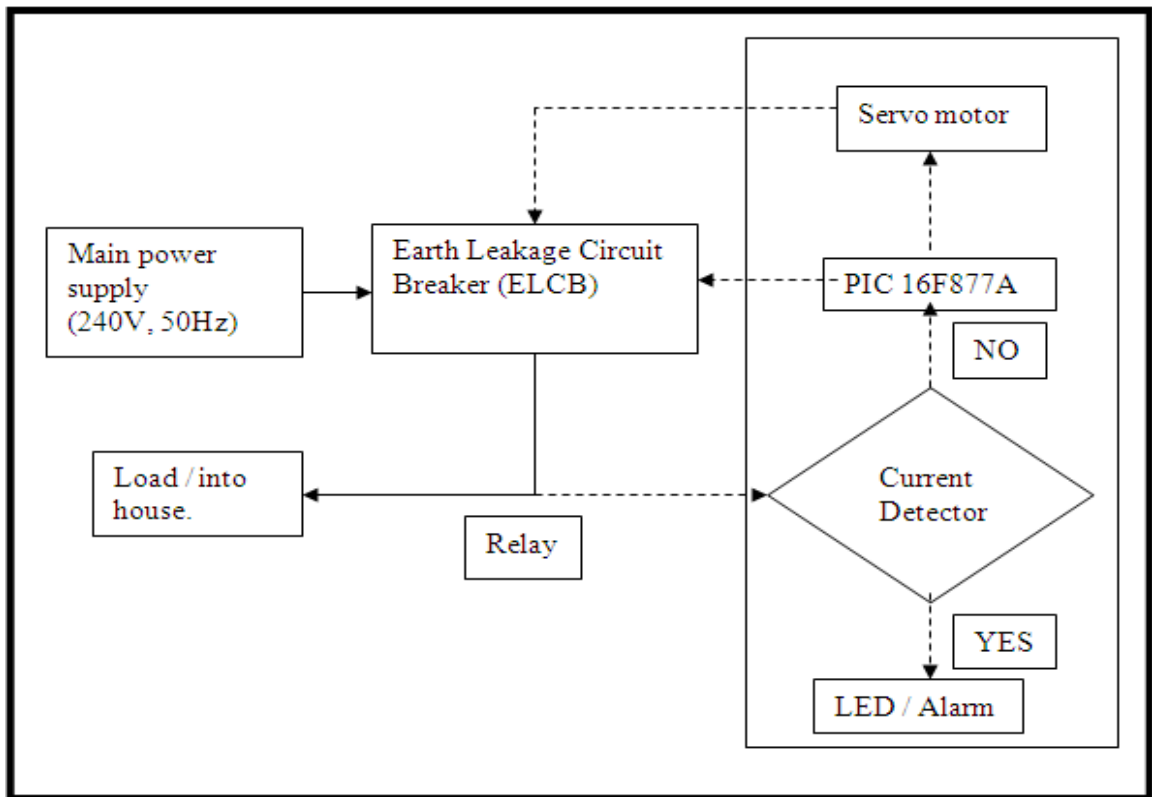 Servo motor
Main power
supply
(240V, 50Hz)
Earth Leakage Circuit
Breaker (ELCB)
PIC 16F877A
NO
Load / into
house.
Relay
Current
Detector
YES
LED / Alarm